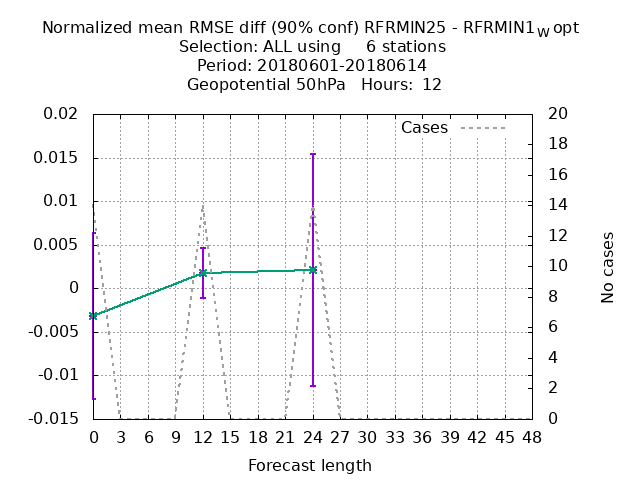 Normalized mean RMSE diff (90% conf) RFRMIN25 - RFRMIN1w opt
Selection: ALL using 6 stations
Period: 20180601-20180614
Geopotential 50hPa Hours: 12
Cases
0.02
0.015
0.01
0.005
0
-0.005
-0.01
-0.015
20
18
16
14
12
10
8
6
4
2
0
No cases
0 3 6 9 12 15 18 21 24 27 30 33 36 39 42 45 48
Forecast length